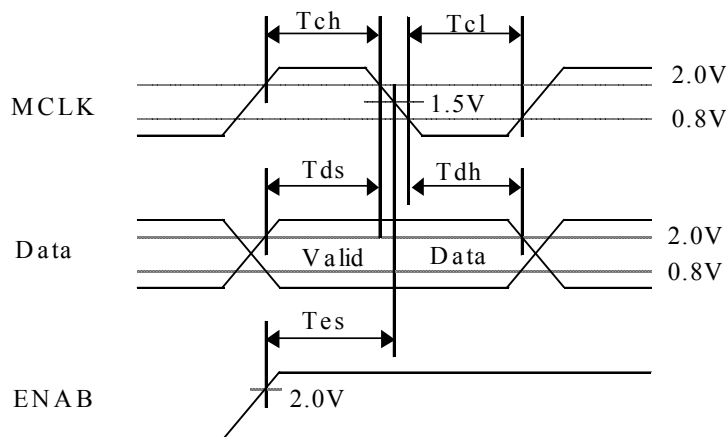 Tch Tcl
2.0V
MCLK 1.5V
0.8V
Tds Tdh
Data 2.0V
Valid Data
0.8V
Tes
ENAB 2.0V